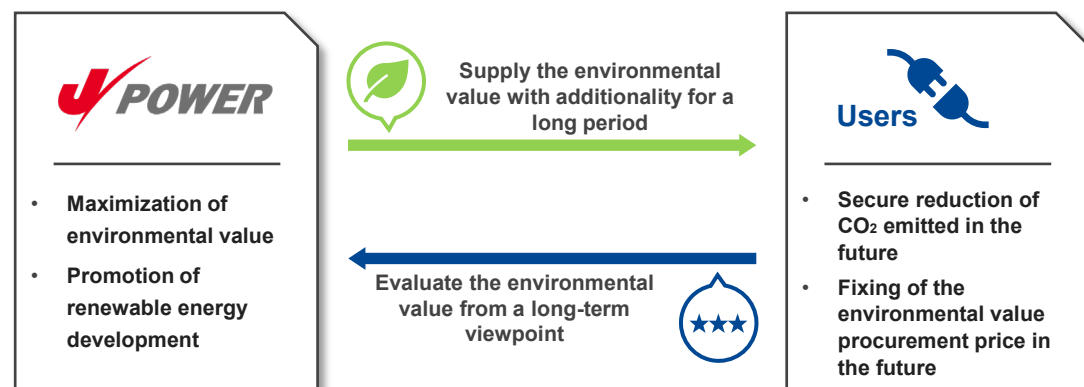 J POWER
• Maximization of
environmental value
• Promotion of
renewable energy
development
Supply the environmental
value with additionality for a
long period
Evaluate the environmental
value from a long-term
viewpoint
Users
• Secure reduction of
CO₂ emitted in the
future
• Fixing of the
environmental value
procurement price in
the future